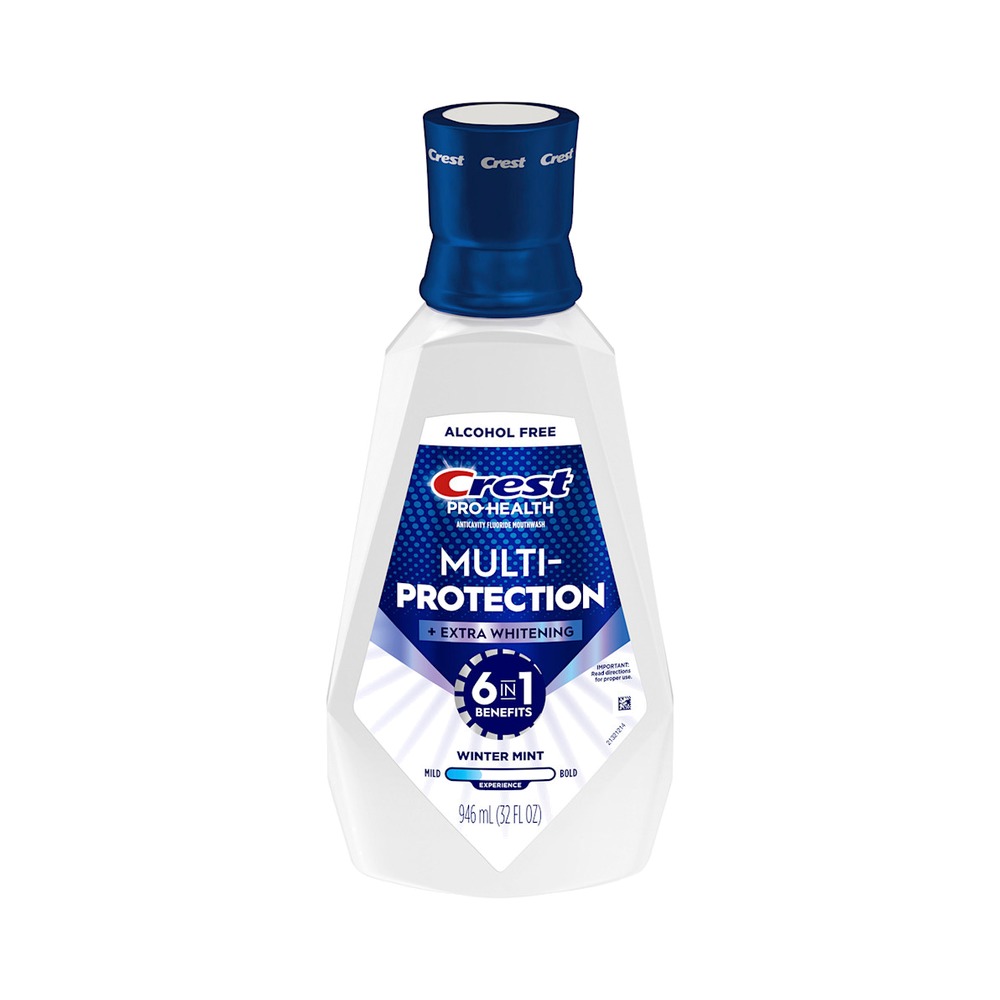 Crest Crest Crest
ALCOHOL FREE
Crest
PRO-HEALTH
ANTICAVITY FLUORIDE MOUTHWASH
MULTI-
PROTECTION
+ EXTRA WHITENING
6 IN 1
BENEFITS
IMPORTANT:
Read directions
for proper use.
21321214
WINTER MINT
MILD BOLD
EXPERIENCE
946 mL (32 FL OZ)